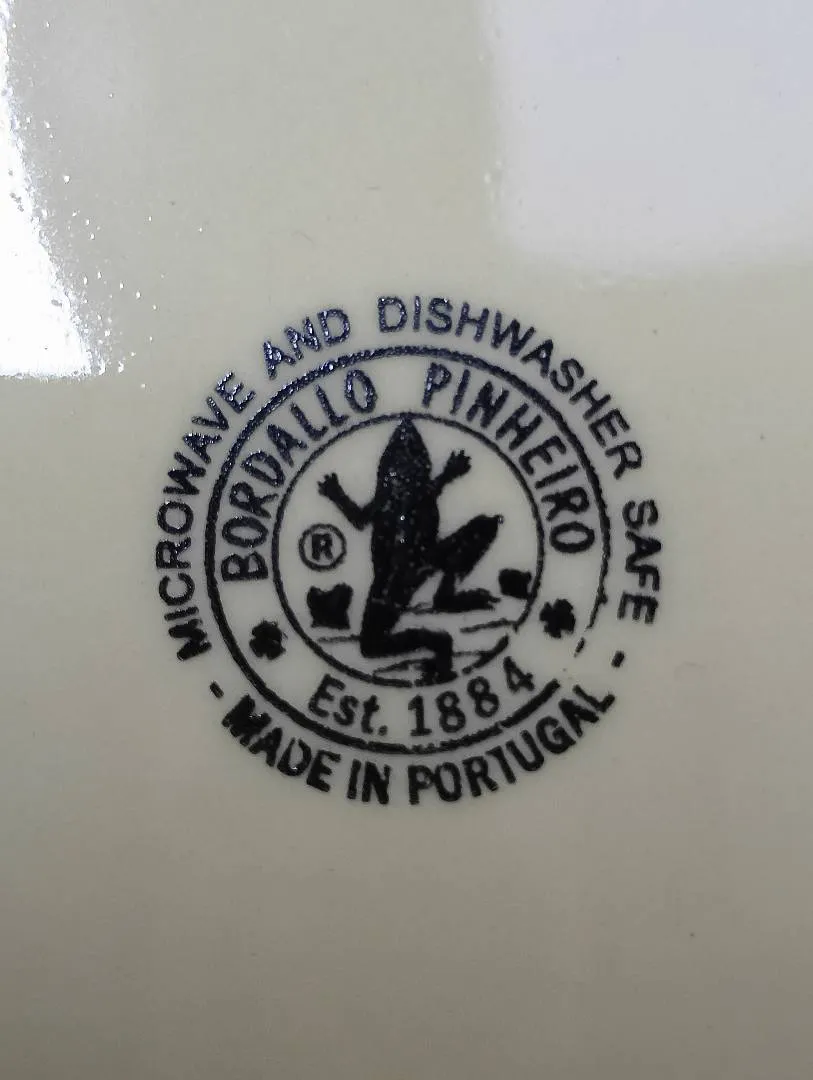 MICROWAVE AND DISHWASHER SAFE
BORDALLO PINHEIRO
®
Est. 1884
- MADE IN PORTUGAL -